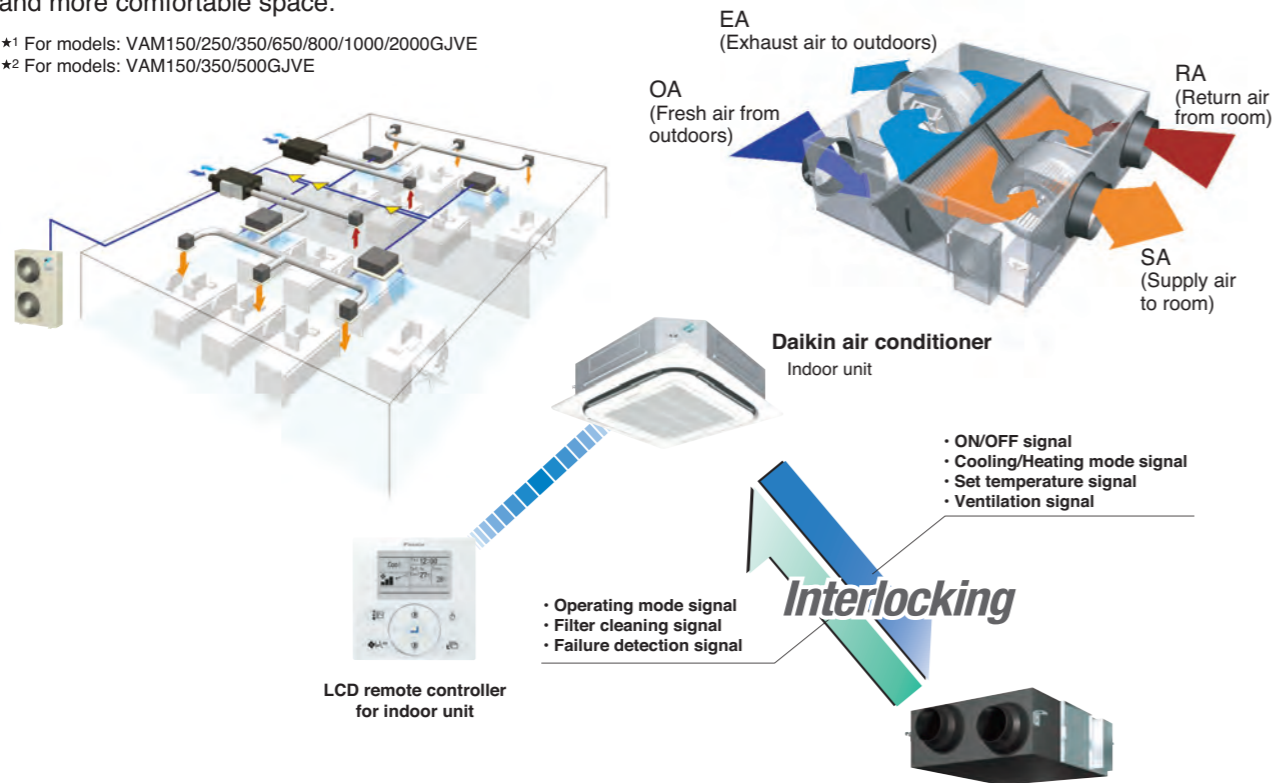 and more comfortable space.
★1 For models: VAM150/250/350/650/800/1000/2000GJVE
★2 For models: VAM150/350/500GJVE
EA
(Exhaust air to outdoors)
OA
(Fresh air from
outdoors)
RA
(Return air
from room)
SA
(Supply air
to room)
Daikin air conditioner
Indoor unit
• ON/OFF signal
• Cooling/Heating mode signal
• Set temperature signal
• Ventilation signal
Interlocking
• Operating mode signal
• Filter cleaning signal
• Failure detection signal
Cool
12:00
LCD remote controller
for indoor unit